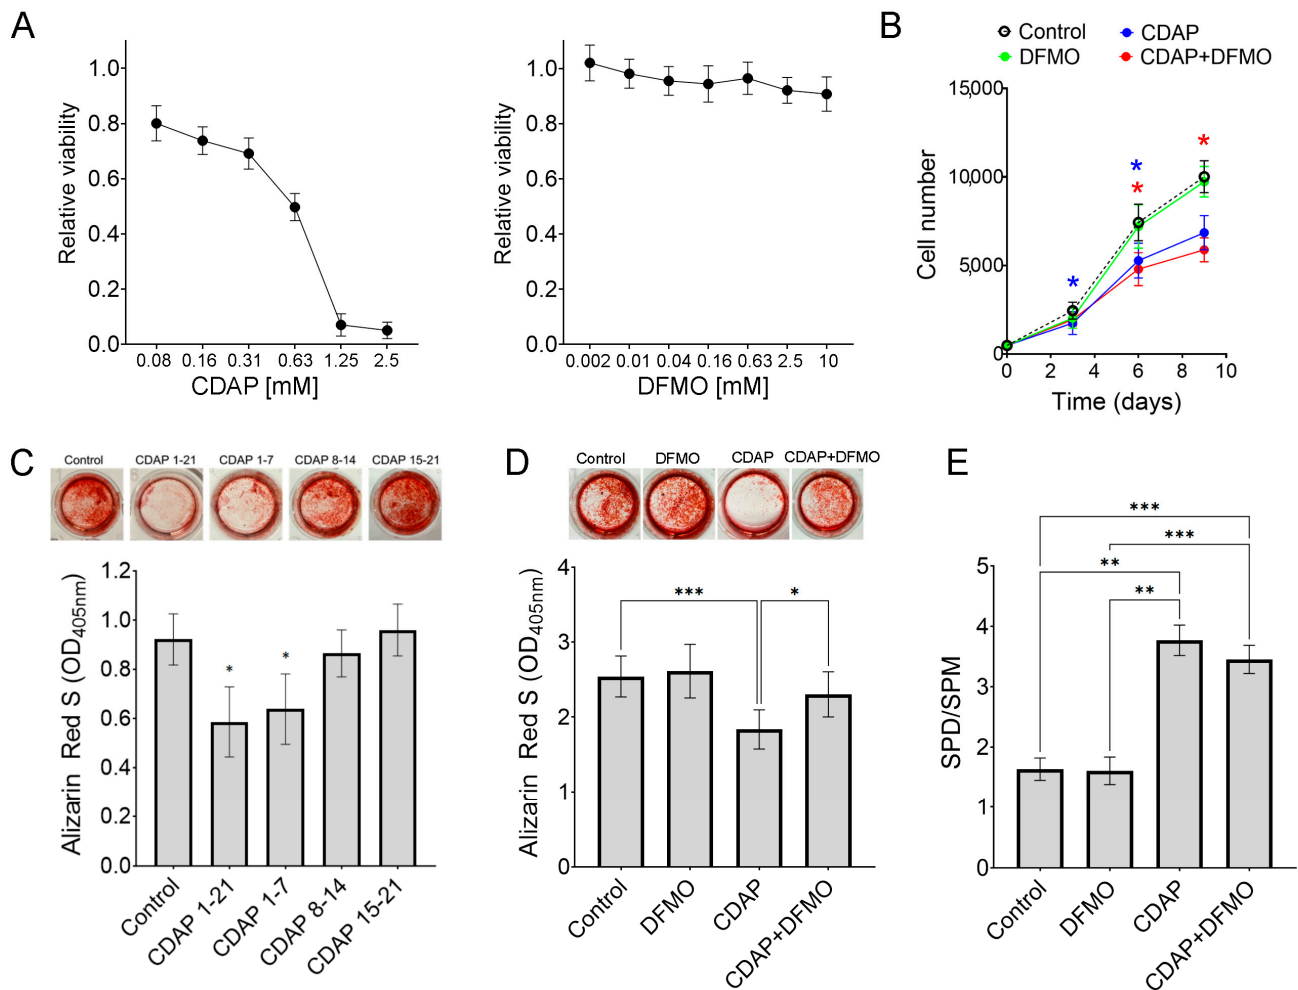 A
Relative viability
1.0
0.8
0.6
0.4
0.2
0.0
0.08 0.16 0.31 0.63 1.25 2.5
CDAP [mM]
Relative viability
1.0
0.8
0.6
0.4
0.2
0.0
0.002 0.01 0.04 0.16 0.63 2.5 10
DFMO [mM]
B
Control
CDAP
DFMO
CDAP+DFMO
Cell number
15,000
10,000
5000
0
* * * * *
0 2 4 6 8 10
Time (days)
C
Control CDAP 1-21 CDAP 1-7 CDAP 8-14 CDAP 15-21
Alizarin Red S (OD405nm)
1.2
1.0
0.8
0.6
0.4
0.2
0.0
* *
Control CDAP 1-21 CDAP 1-7 CDAP 8-14 CDAP 15-21
D
Control DFMO CDAP CDAP+DFMO
Alizarin Red S (OD405nm)
4
3
2
1
0
*** *
Control DFMO CDAP CDAP+DFMO
E
SPD/SPM
5
4
3
2
1
0
***
***
**
**
Control DFMO CDAP CDAP+DFMO